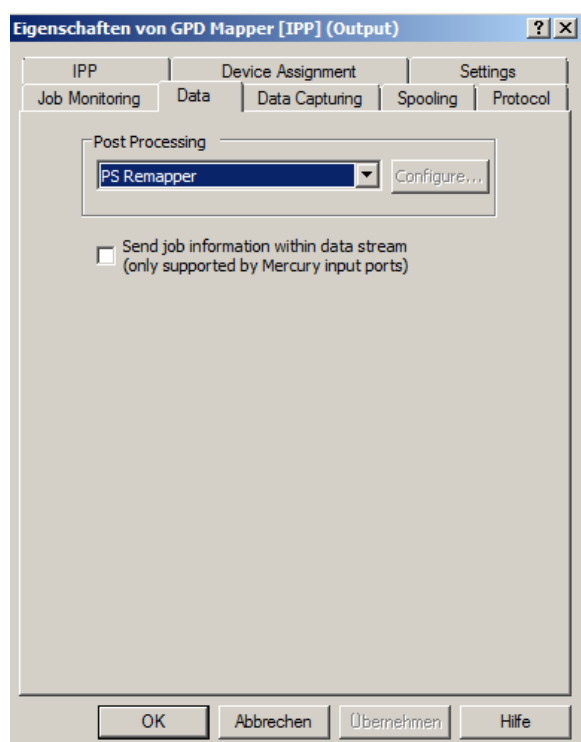 Eigenschaften von GPD Mapper [IPP] (Output)
IPP Device Assignment Settings
Job Monitoring Data Data Capturing Spooling Protocol
Post Processing
PS Remapper Configure...
Send job information within data stream
(only supported by Mercury input ports)
OK Abbrechen Übernehmen Hilfe